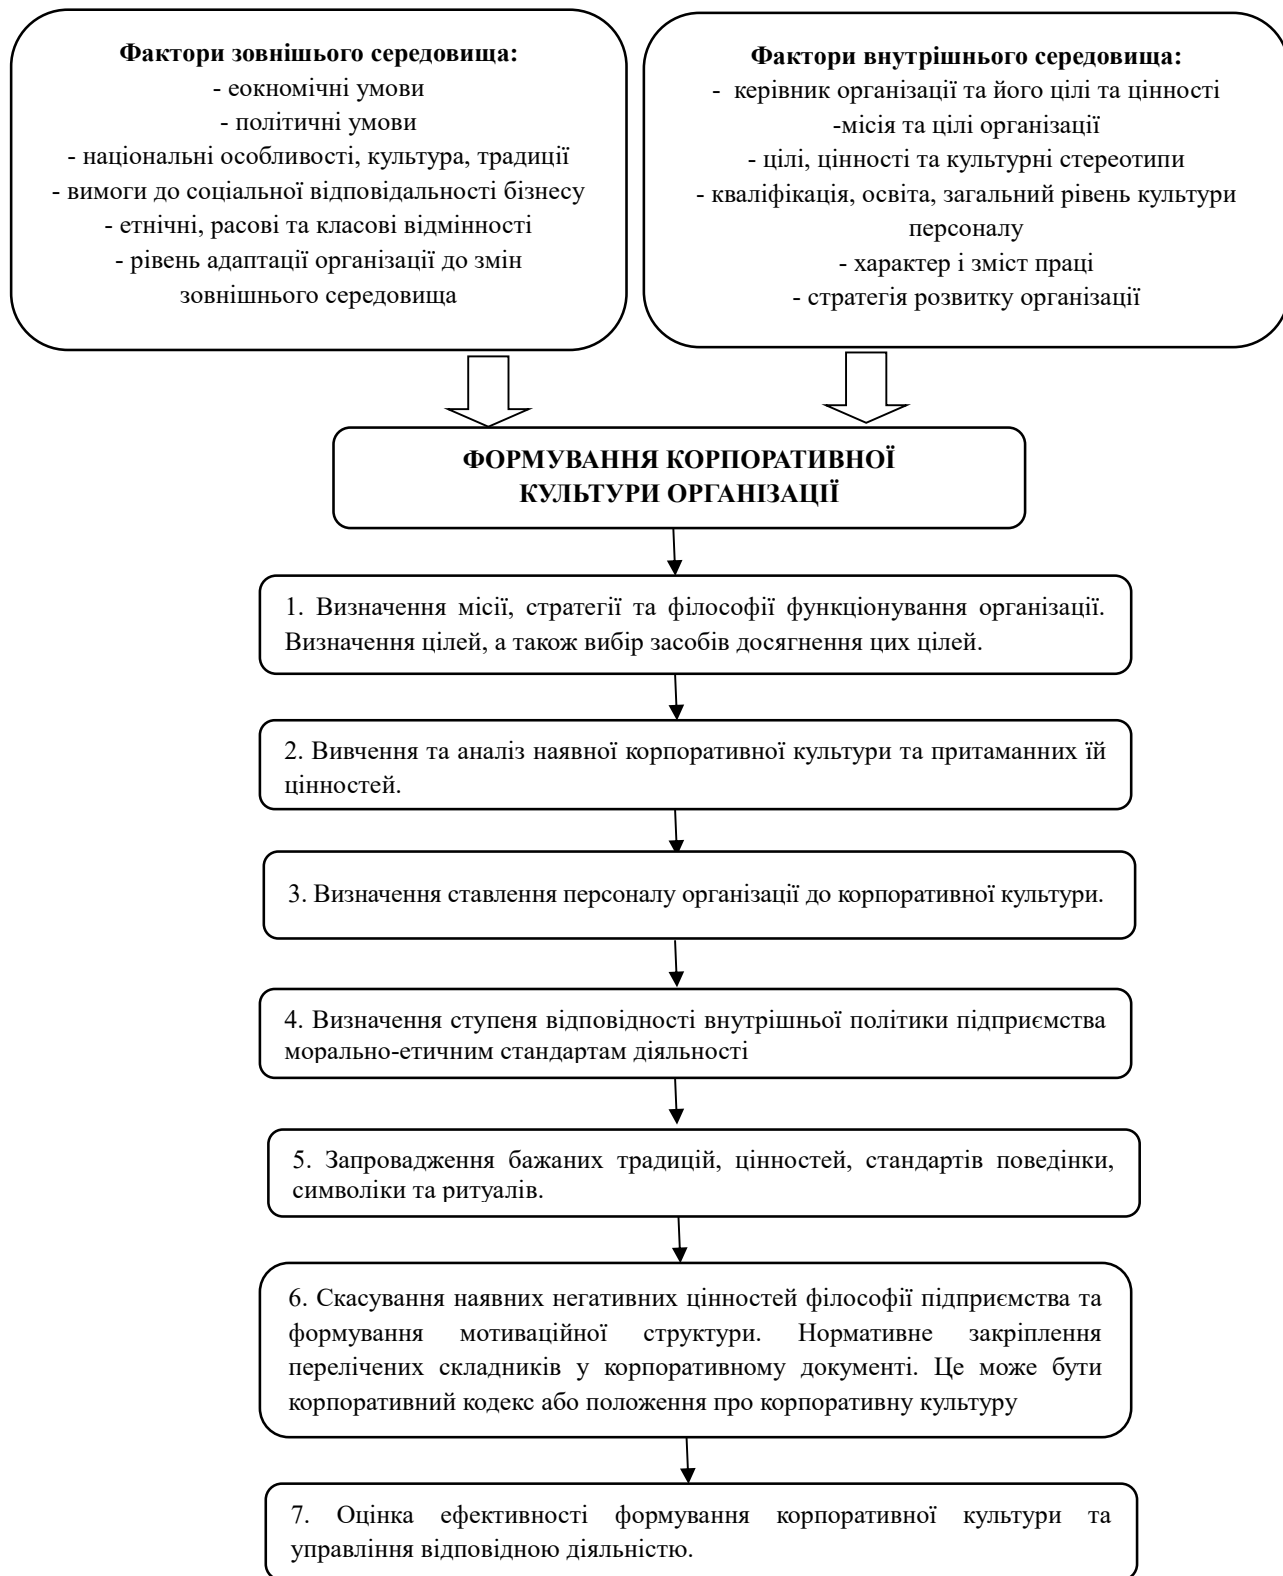 Фактори зовнішього середовища:
- еокномічні умови
- політичні умови
- національні особливості, культура, традиції
- вимоги до соціальної відповідальності бізнесу
- етнічні, расові та класові відмінності
- рівень адаптації організації до змін
зовнішнього середовища
Фактори внутрішнього середовища:
- керівник організації та його цілі та цінності
-місія та цілі організації
- цілі, цінності та культурні стереотипи
- кваліфікація, освіта, загальний рівень культури
персоналу
- характер і зміст праці
- стратегія розвитку організації
ФОРМУВАННЯ КОРПОРАТИВНОЇ
КУЛЬТУРИ ОРГАНІЗАЦІЇ
1. Визначення місії, стратегії та філософії функціонування організації.
Визначення цілей, а також вибір засобів досягнення цих цілей.
2. Вивчення та аналіз наявної корпоративної культури та притаманних їй
цінностей.
3. Визначення ставлення персоналу організації до корпоративної культури.
4. Визначення ступеня відповідності внутрішньої політики підприємства
морально-етичним стандартам діяльності
5. Запровадження бажаних традицій, цінностей, стандартів поведінки,
символіки та ритуалів.
6. Скасування наявних негативних цінностей філософії підприємства та
формування мотиваційної структури. Нормативне закріплення
перелічених складників у корпоративному документі. Це може бути
корпоративний кодекс або положення про корпоративну культуру
7. Оцінка ефективності формування корпоративної культури та
управління відповідною діяльністю.